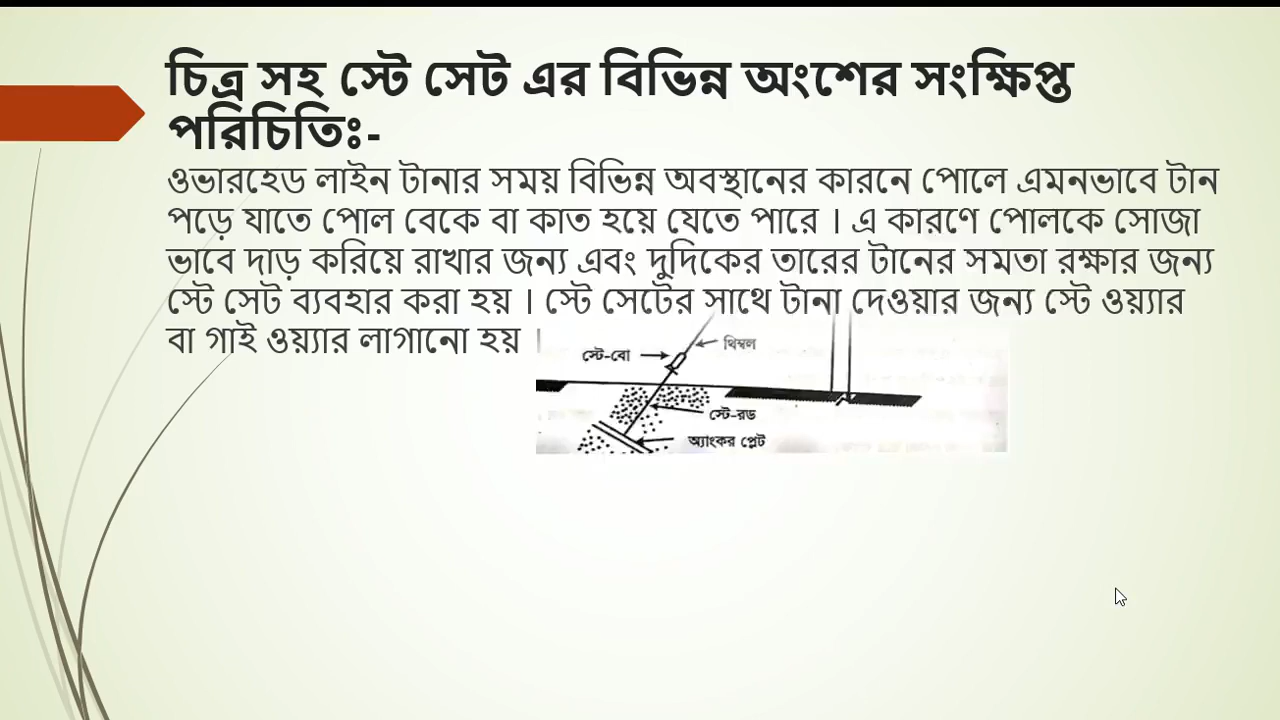 চিত্র সহ স্টে সেট এর বিভিন্ন অংশের সংক্ষিপ্ত
পরিচিতিঃ-
ওভারহেড লাইন টানার সময় বিভিন্ন অবস্থানের কারনে পোলে এমনভাবে টান
পড়ে যাতে পোল বেকে বা কাত হয়ে যেতে পারে । এ কারণে পোলকে সোজা
ভাবে দাড় করিয়ে রাখার জন্য এবং দুদিকের তারের টানের সমতা রক্ষার জন্য
স্টে সেট ব্যবহার করা হয় । স্টে সেটের সাথে টানা দেওয়ার জন্য স্টে ওয়্যার
বা গাই ওয়্যার লাগানো হয় ।
থিম্বল
স্টে-বো
স্টে-রড
অ্যাংকর প্লেট